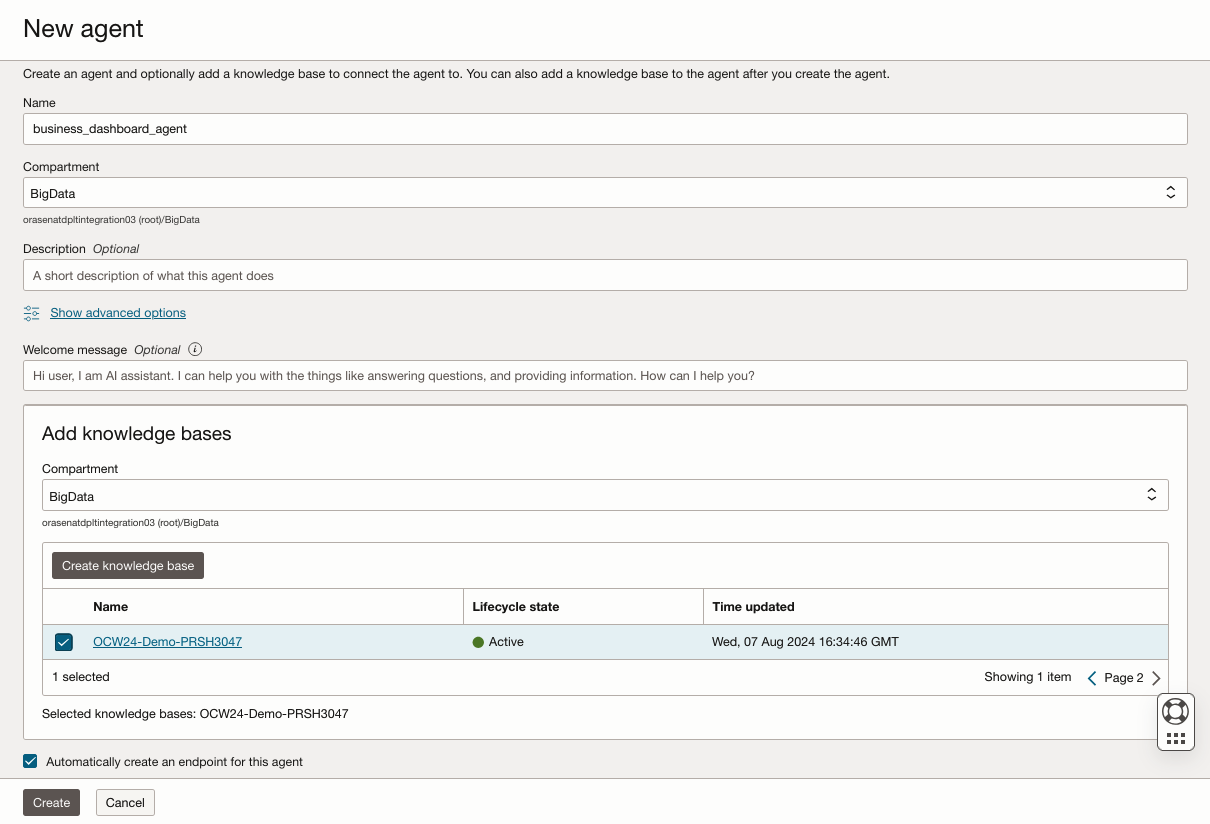 New agent
Create an agent and optionally add a knowledge base to connect the agent to. You can also add a knowledge base to the agent after you create the agent.
Name
business_dashboard_agent
Compartment
BigData
orasenatdpltintegration03 (root)/BigData
Description Optional
A short description of what this agent does
Show advanced options
Welcome message Optional i
Hi user, I am AI assistant. I can help you with the things like answering questions, and providing information. How can I help you?
Add knowledge bases
Compartment
BigData
orasenatdpltintegration03 (root)/BigData
Create knowledge base
Name Lifecycle state Time updated
OCW24-Demo-PRSH3047 Active Wed, 07 Aug 2024 16:34:46 GMT
1 selected Showing 1 item Page 2
Selected knowledge bases: OCW24-Demo-PRSH3047
Automatically create an endpoint for this agent
Create Cancel